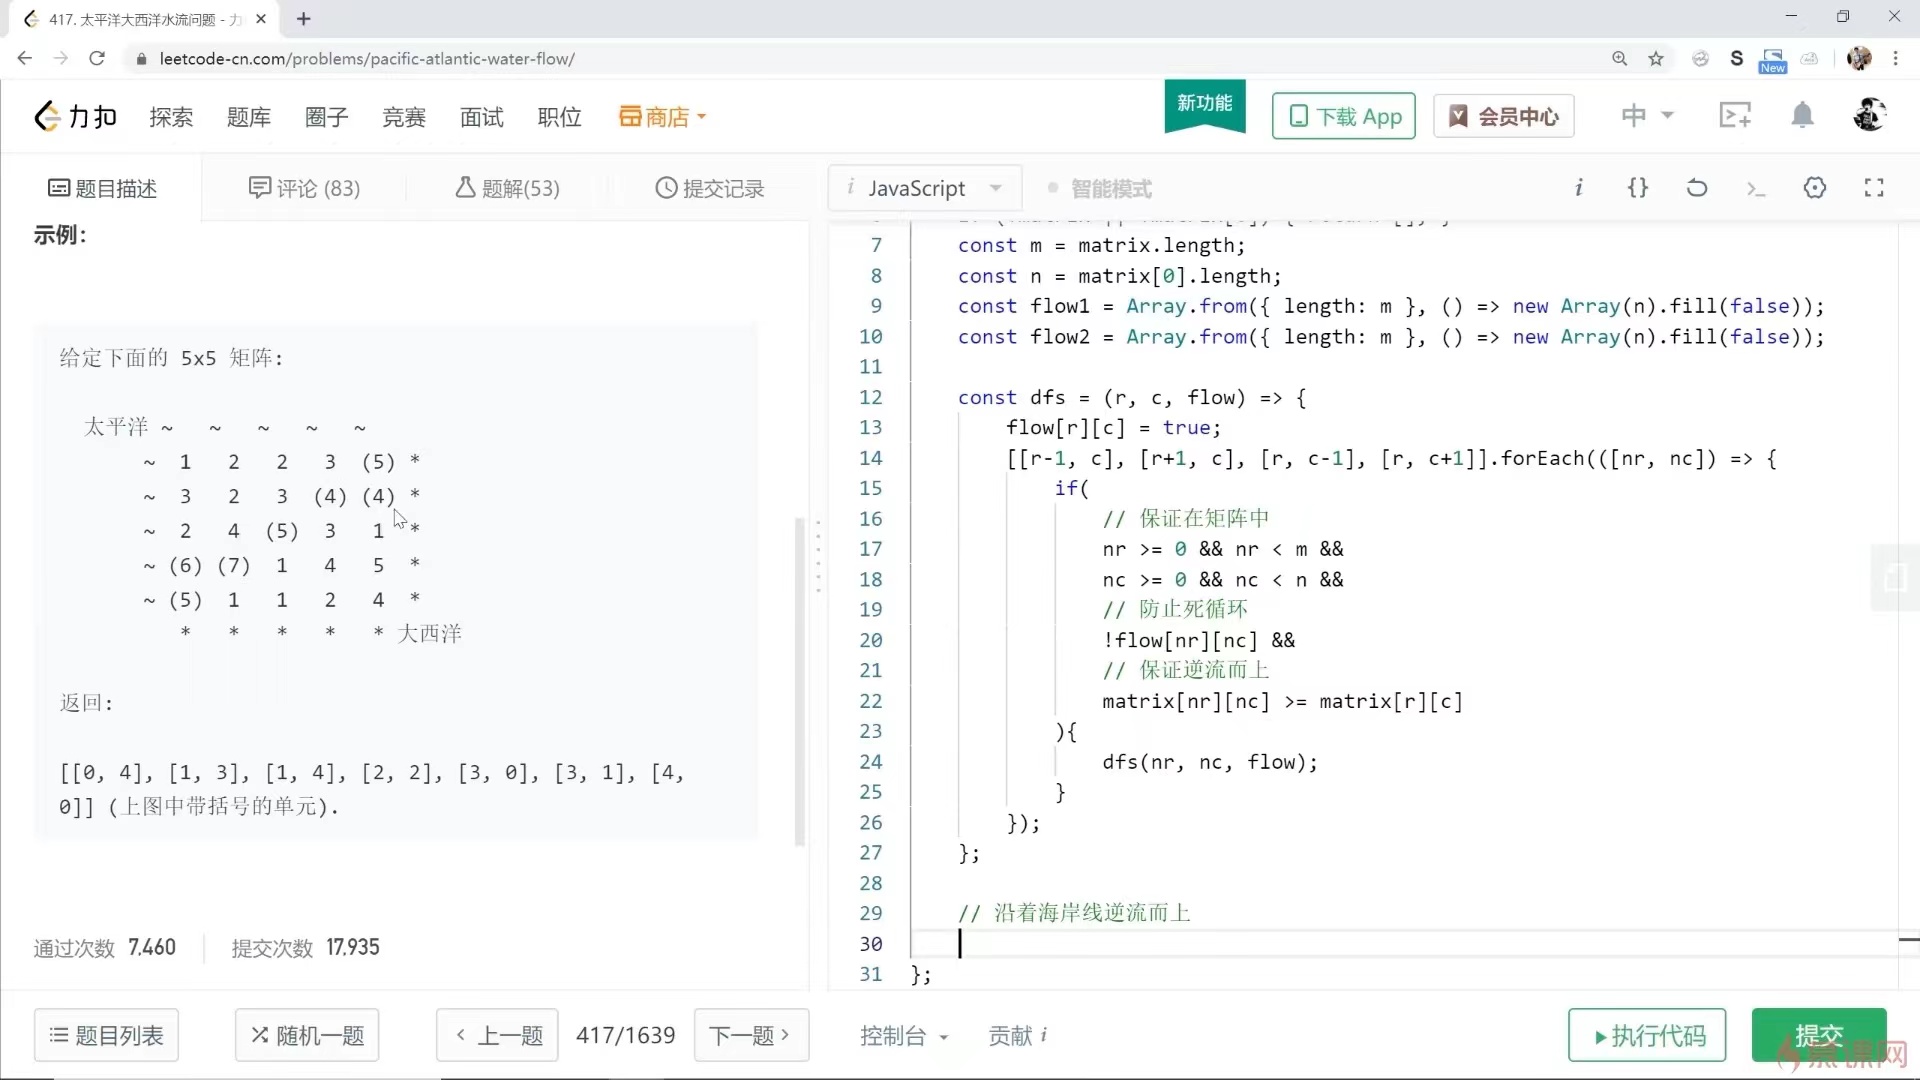 417. 太平洋大西洋水流问题 - 力
leetcode-cn.com/problems/pacific-atlantic-water-flow/
S
New
力扣
探索
题库
圈子
竞赛
面试
职位
商店
新功能
下载 App
会员中心
中
题目描述
评论 (83)
题解(53)
提交记录
i JavaScript
智能模式
i {}
示例:
给定下面的 5x5 矩阵:
太平洋 ~ ~ ~ ~ ~
~ 1 2 2 3 (5) *
~ 3 2 3 (4) (4) *
~ 2 4 (5) 3 1 *
~ (6) (7) 1 4 5 *
~ (5) 1 1 2 4 *
* * * * * 大西洋
返回:
[[0, 4], [1, 3], [1, 4], [2, 2], [3, 0], [3, 1], [4,
0]] (上图中带括号的单元).
通过次数 7,460
提交次数 17,935
7 const m = matrix.length;
8 const n = matrix[0].length;
9 const flow1 = Array.from({ length: m }, () => new Array(n).fill(false));
10 const flow2 = Array.from({ length: m }, () => new Array(n).fill(false));
11
12 const dfs = (r, c, flow) => {
13 flow[r][c] = true;
14 [[r-1, c], [r+1, c], [r, c-1], [r, c+1]].forEach(([nr, nc]) => {
15 if(
16 // 保证在矩阵中
17 nr >= 0 && nr < m &&
18 nc >= 0 && nc < n &&
19 // 防止死循环
20 !flow[nr][nc] &&
21 // 保证逆流而上
22 matrix[nr][nc] >= matrix[r][c]
23 ){
24 dfs(nr, nc, flow);
25 }
26 });
27 };
28
29 // 沿着海岸线逆流而上
30
31 };
题目列表
随机一题
上一题
417/1639
下一题
控制台
贡献 i
执行代码
提交
慕课网